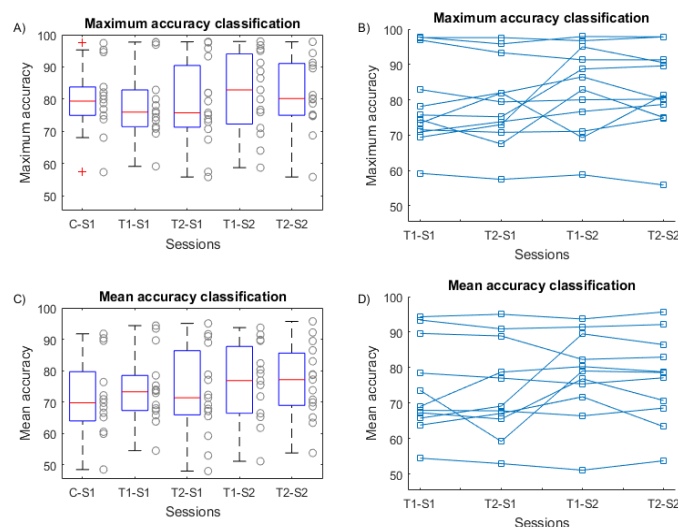 A)
Maximum accuracy classification
Maximum accuracy
100
90
80
70
60
50
C-S1 T1-S1 T2-S1 T1-S2 T2-S2
Sessions
B)
Maximum accuracy classification
Maximum accuracy
100
90
80
70
60
50
T1-S1 T2-S1 T1-S2 T2-S2
Sessions
C)
Mean accuracy classification
Mean accuracy
100
90
80
70
60
50
C-S1 T1-S1 T2-S1 T1-S2 T2-S2
Sessions
D)
Mean accuracy classification
Mean accuracy
100
90
80
70
60
50
T1-S1 T2-S1 T1-S2 T2-S2
Sessions